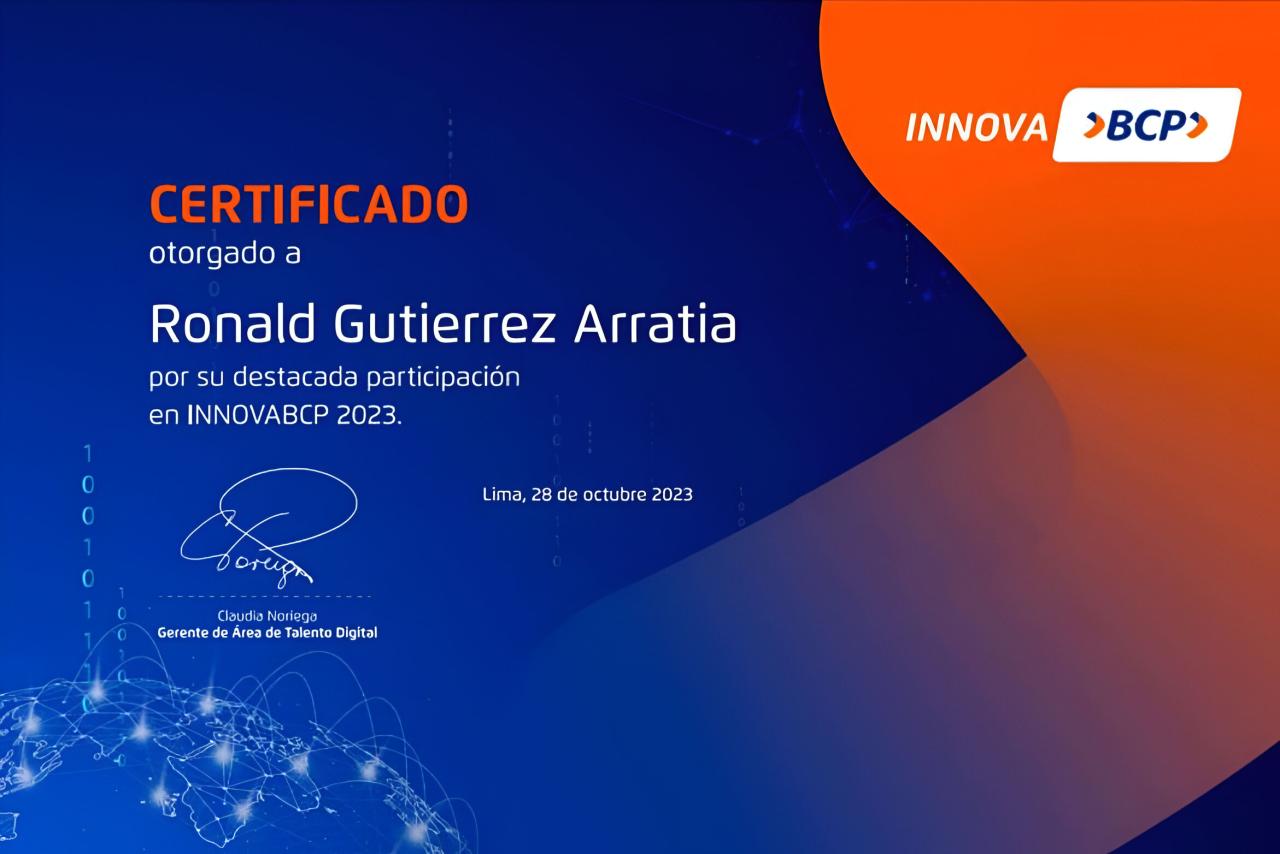 INNOVA BCP
CERTIFICADO
otorgado a
Ronald Gutierrez Arratia
por su destacada participación
en INNOVABCP 2023.
Lima, 28 de octubre 2023
Claudia Noriega
Gerente de Área de Talento Digital